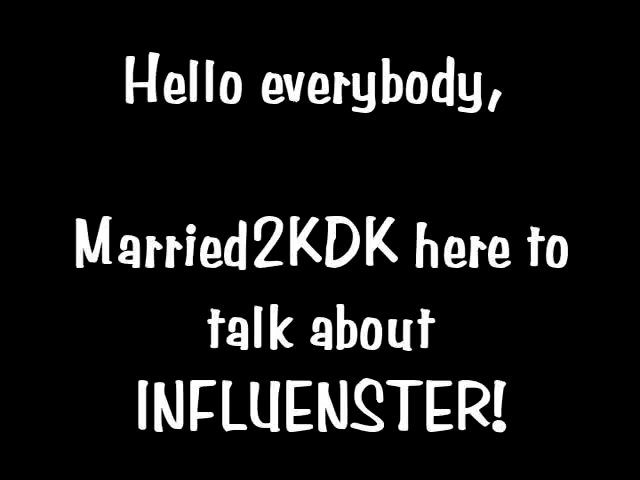 Hello everybody,
Married2KDK here to
talk about
INFLUENSTER!